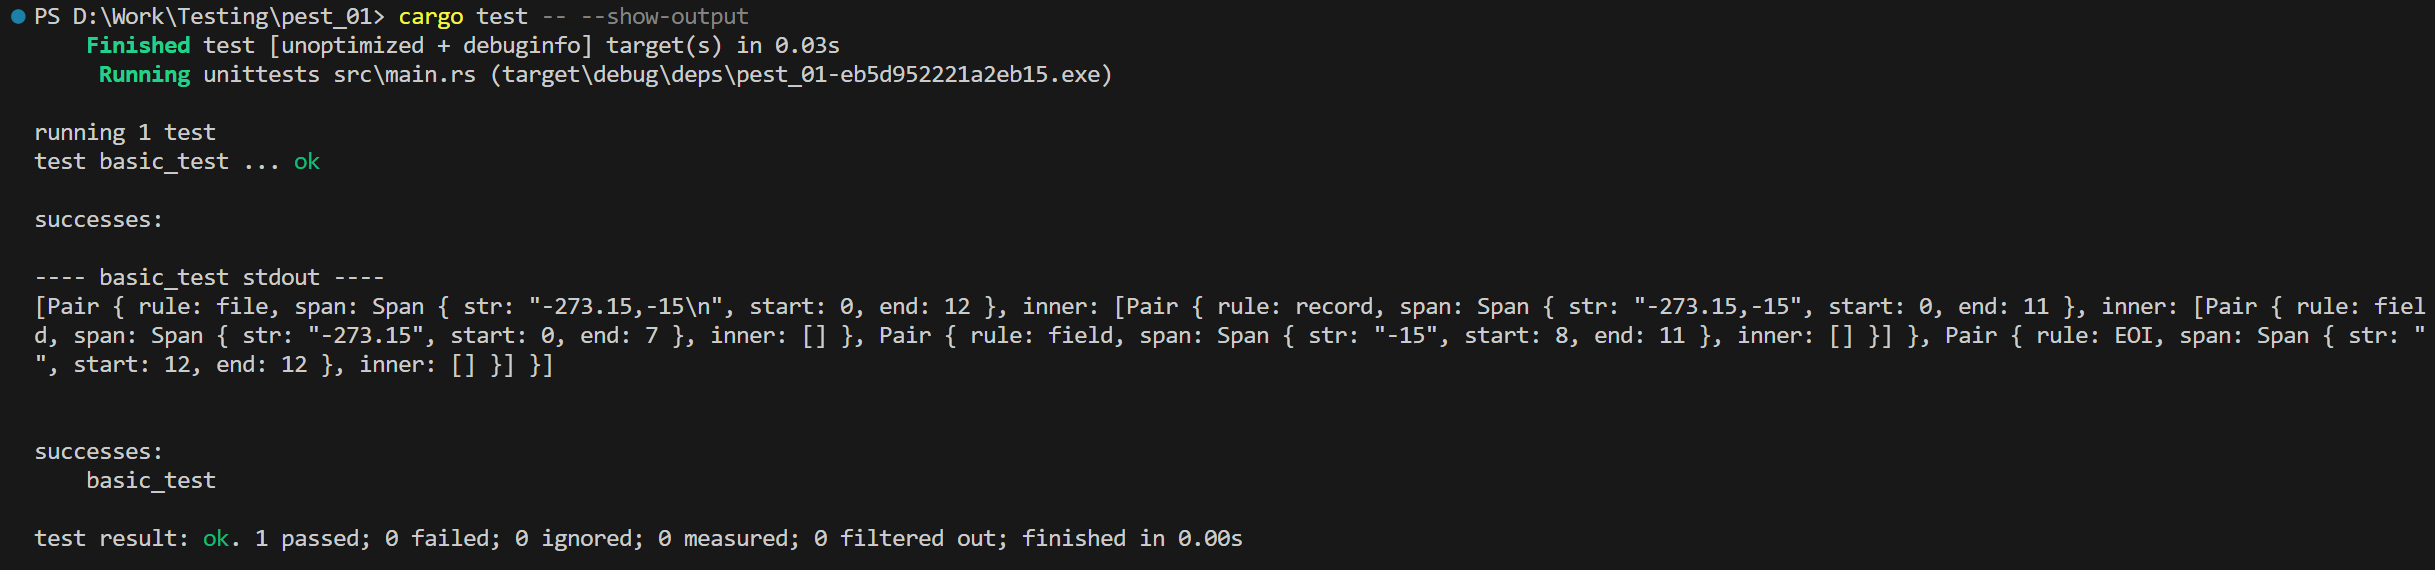 PS D:\Work\Testing\pest_01> cargo test -- --show-output
    Finished test [unoptimized + debuginfo] target(s) in 0.03s
     Running unittests src\main.rs (target\debug\deps\pest_01-eb5d952221a2eb15.exe)

running 1 test
test basic_test ... ok

successes:

---- basic_test stdout ----
[Pair { rule: file, span: Span { str: "-273.15,-15\n", start: 0, end: 12 }, inner: [Pair { rule: record, span: Span { str: "-273.15,-15", start: 0, end: 11 }, inner: [Pair { rule: fiel
d, span: Span { str: "-273.15", start: 0, end: 7 }, inner: [] }, Pair { rule: field, span: Span { str: "-15", start: 8, end: 11 }, inner: [] }] }, Pair { rule: EOI, span: Span { str: "
", start: 12, end: 12 }, inner: [] }] }]


successes:
    basic_test

test result: ok. 1 passed; 0 failed; 0 ignored; 0 measured; 0 filtered out; finished in 0.00s